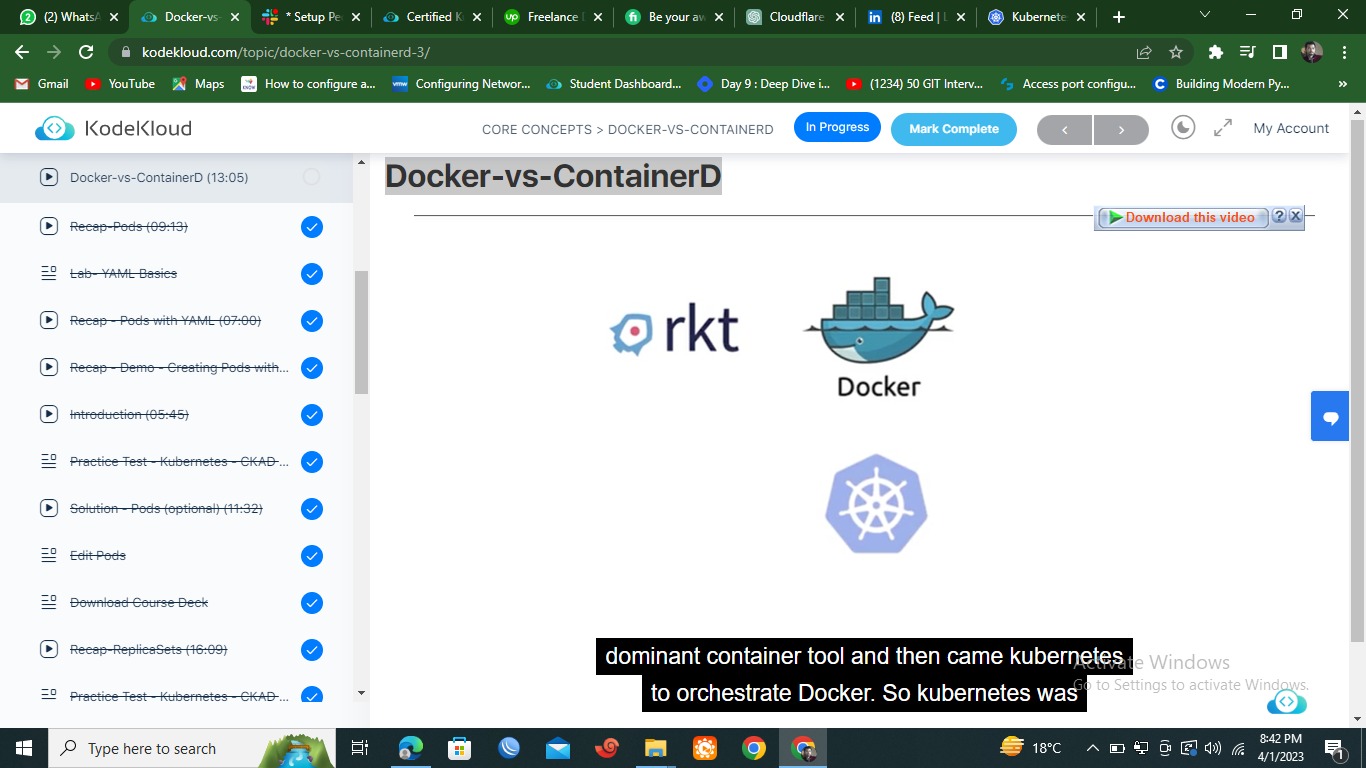 (2) WhatsA
Docker-vs-
* Setup Pe
Certified K
Freelance
Be your aw
Cloudflare
(8) Feed | L
Kubernete
kodekloud.com/topic/docker-vs-containerd-3/
Gmail
YouTube
Maps
How to configure a...
Configuring Networ...
Student Dashboard...
Day 9 : Deep Dive i...
(1234) 50 GIT Interv...
Access port configu...
Building Modern Py...
»
KodeKloud
CORE CONCEPTS > DOCKER-VS-CONTAINERD
In Progress
Mark Complete
<
>
My Account
Docker-vs-ContainerD (13:05)
Recap-Pods (09:13)
Lab- YAML Basics
Recap - Pods with YAML (07:00)
Recap - Demo - Creating Pods with...
Introduction (05:45)
Practice Test - Kubernetes - CKAD ...
Solution - Pods (optional) (11:32)
Edit Pods
Download Course Deck
Recap-ReplicaSets (16:09)
Practice Test - Kubernetes - CKAD ...
Docker-vs-ContainerD
Download this video
? X
rkt
Docker
dominant container tool and then came kubernetes
to orchestrate Docker. So kubernetes was
Activate Windows
Go to Settings to activate Windows.
Type here to search
18°C
8:42 PM
4/1/2023
1